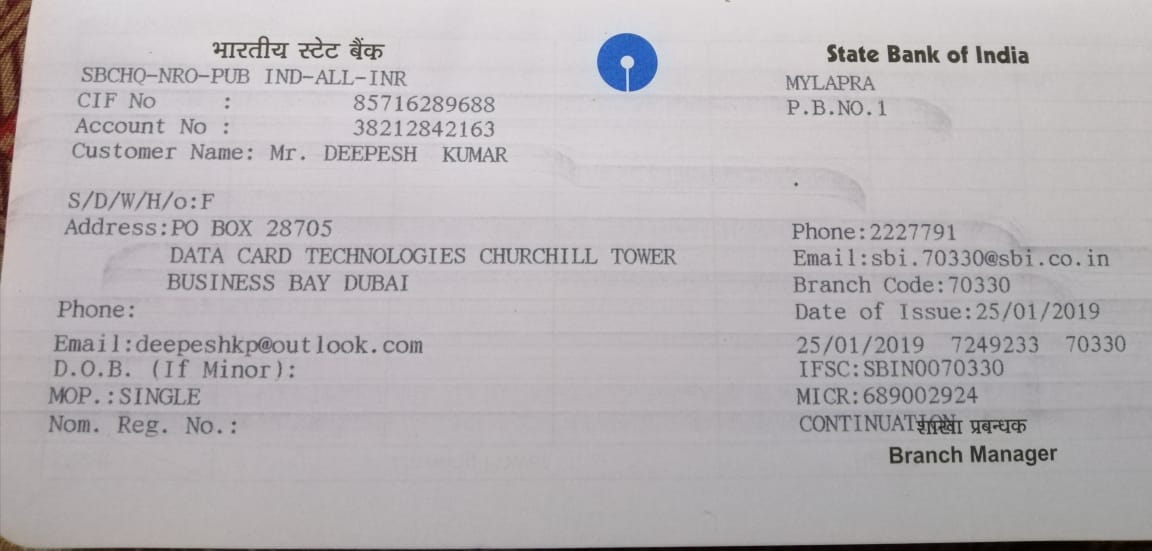 भारतीय स्टेट बैंक
SBCHQ-NRO-PUB IND-ALL-INR
CIF No : 85716289688
Account No : 38212842163
Customer Name: Mr. DEEPESH KUMAR
S/D/W/H/o:F
Address:PO BOX 28705
DATA CARD TECHNOLOGIES CHURCHILL TOWER
BUSINESS BAY DUBAI
Phone:
Email:deepeshkp@outlook.com
D.O.B. (If Minor):
MOP.:SINGLE
Nom. Reg. No.:
State Bank of India
MYLAPRA
P.B.NO.1
Phone:2227791
Email:sbi.70330@sbi.co.in
Branch Code:70330
Date of Issue:25/01/2019
25/01/2019 7249233 70330
IFSC:SBIN0070330
MICR:689002924
CONTINUATION शाखा प्रबन्धक
Branch Manager